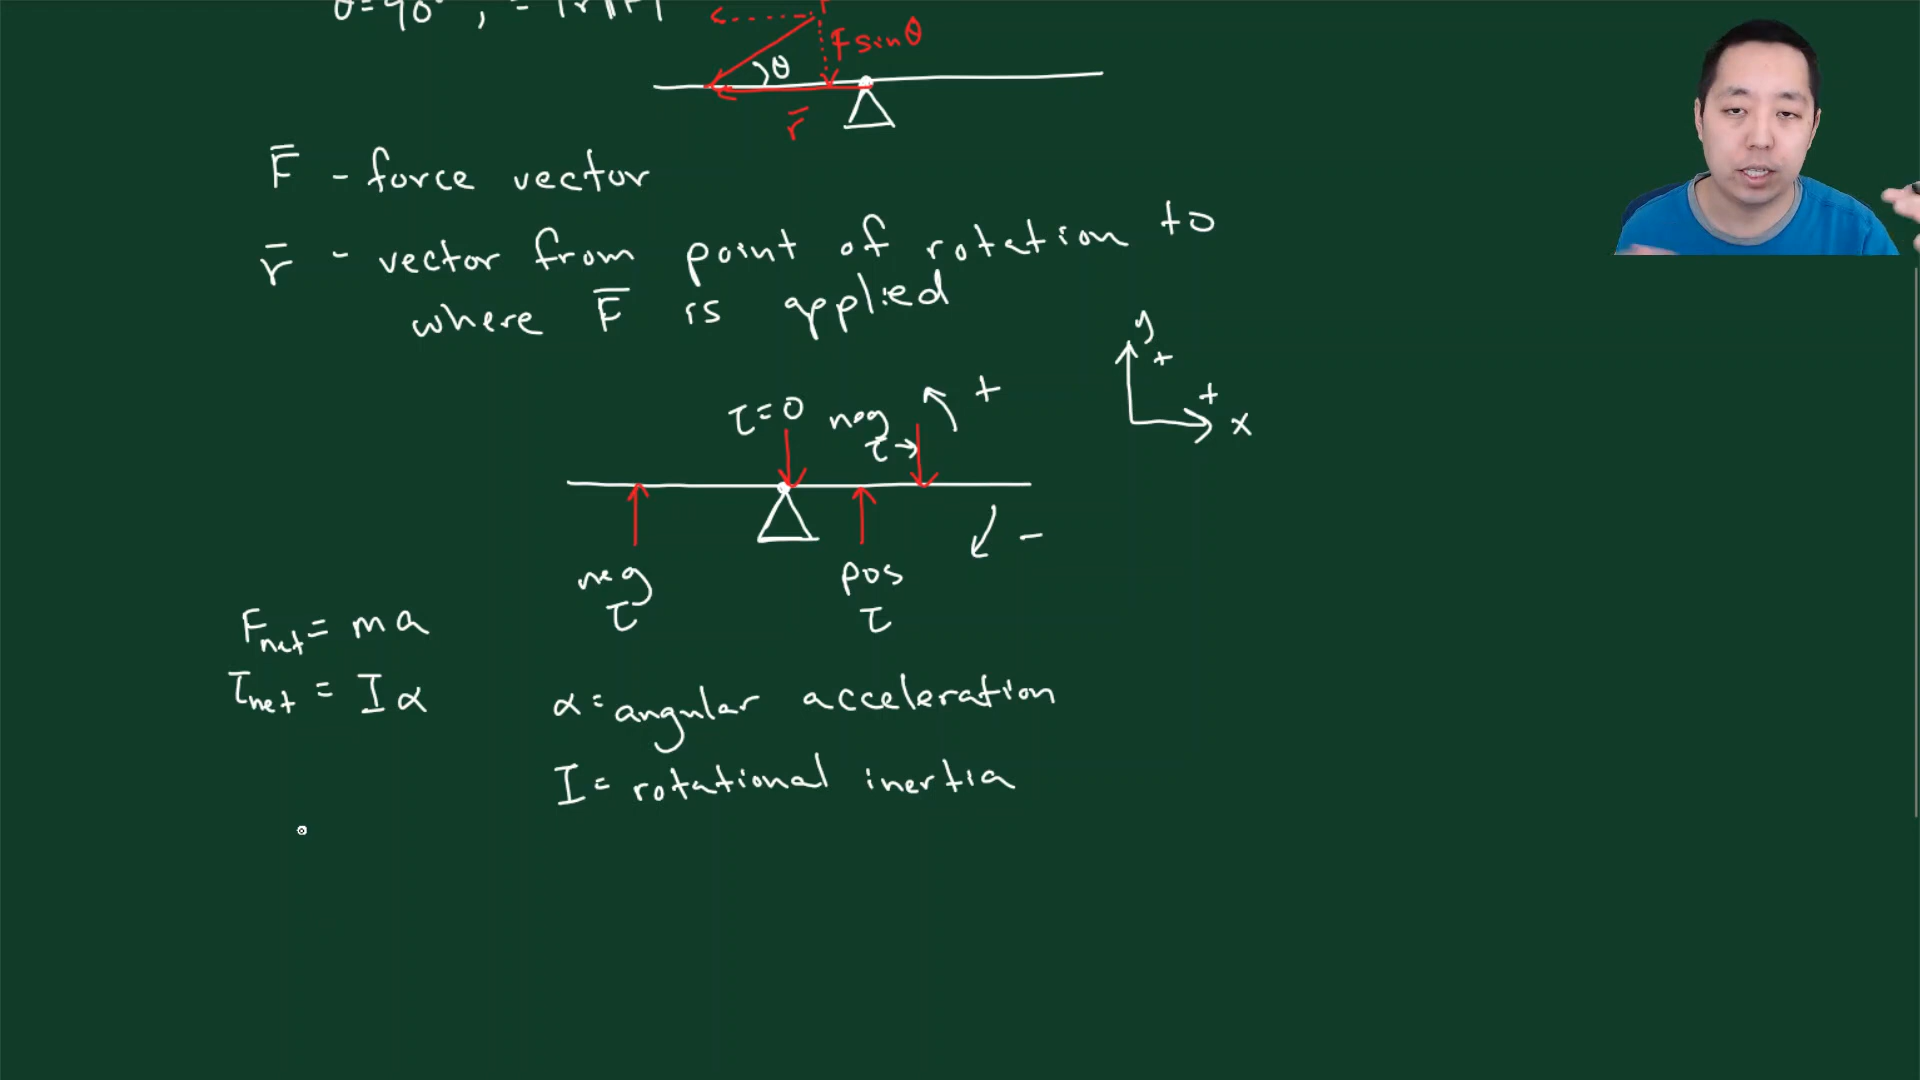 θ=90°, = |r||F|
F sinθ
θ
r̄
F̄ - force vector
r̄ - vector from point of rotation to
where F̄ is applied
y
+
+
x
τ=0 neg
τ→
+
-
neg
τ
pos
τ
Fnet = ma
τnet = Iα
α = angular acceleration
I = rotational inertia